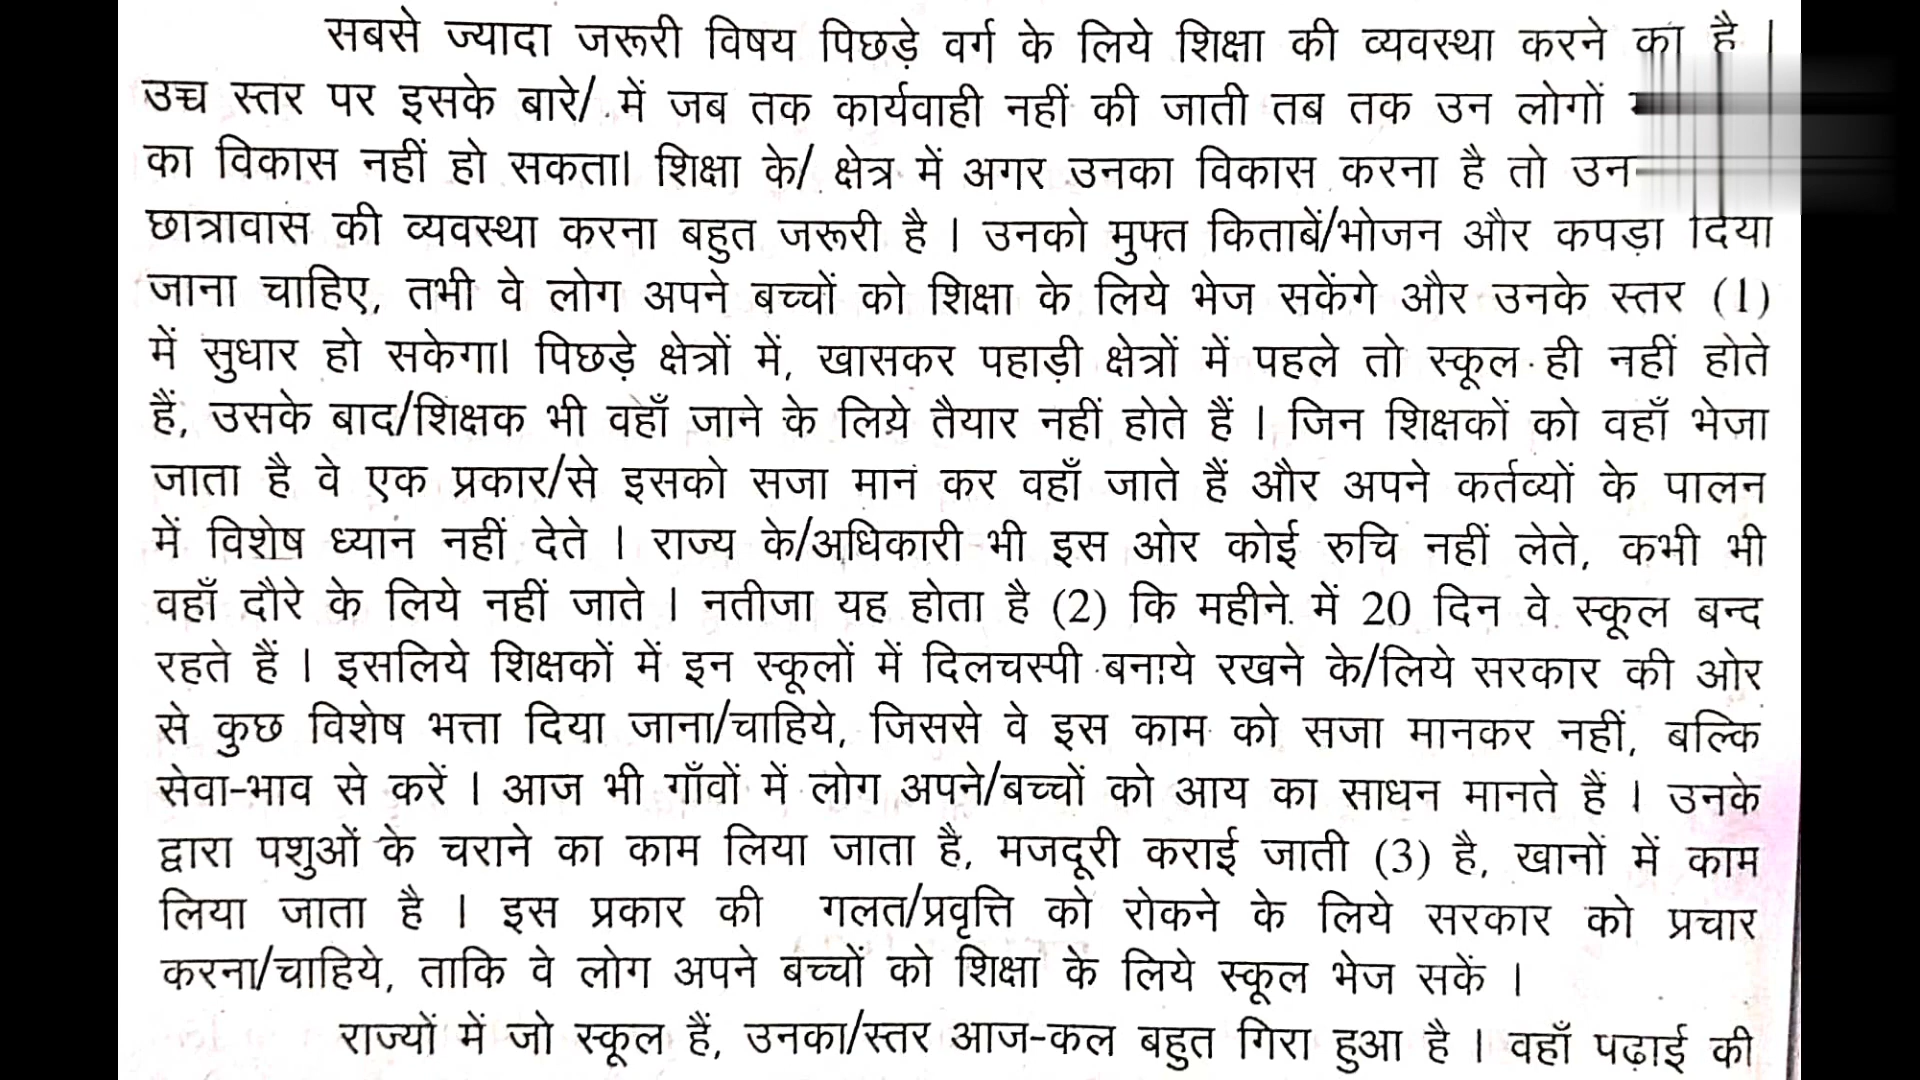 सबसे ज्यादा जरूरी विषय पिछड़े वर्ग के लिये शिक्षा की व्यवस्था करने का है ।
उच्च स्तर पर इसके बारे/ में जब तक कार्यवाही नहीं की जाती तब तक उन लोगों
का विकास नहीं हो सकता। शिक्षा के/ क्षेत्र में अगर उनका विकास करना है तो
छात्रावास की व्यवस्था करना बहुत जरूरी है । उनको मुफ्त किताबें/भोजन और कपड़ा दिया
जाना चाहिए, तभी वे लोग अपने बच्चों को शिक्षा के लिये भेज सकेंगे और उनके स्तर (1)
में सुधार हो सकेगा। पिछड़े क्षेत्रों में, खासकर पहाड़ी क्षेत्रों में पहले तो स्कूल ही नहीं होते
हैं, उसके बाद/शिक्षक भी वहाँ जाने के लिये तैयार नहीं होते हैं । जिन शिक्षकों को वहाँ भेजा
जाता है वे एक प्रकार/से इसको सजा मान कर वहाँ जाते हैं और अपने कर्तव्यों के पालन
में विशेष ध्यान नहीं देते । राज्य के/अधिकारी भी इस ओर कोई रुचि नहीं लेते, कभी भी
वहाँ दौरे के लिये नहीं जाते । नतीजा यह होता है (2) कि महीने में 20 दिन वे स्कूल बन्द
रहते हैं । इसलिये शिक्षकों में इन स्कूलों में दिलचस्पी बनाये रखने के/लिये सरकार की ओर
से कुछ विशेष भत्ता दिया जाना/चाहिये, जिससे वे इस काम को सजा मानकर नहीं, बल्कि
सेवा-भाव से करें । आज भी गाँवों में लोग अपने/बच्चों को आय का साधन मानते हैं । उनके
द्वारा पशुओं के चराने का काम लिया जाता है, मजदूरी कराई जाती (3) है, खानों में काम
लिया जाता है । इस प्रकार की गलत/प्रवृत्ति को रोकने के लिये सरकार को प्रचार
करना/चाहिये, ताकि वे लोग अपने बच्चों को शिक्षा के लिये स्कूल भेज सकें ।
राज्यों में जो स्कूल हैं, उनका/स्तर आज-कल बहुत गिरा हुआ है । वहाँ पढ़ाई की